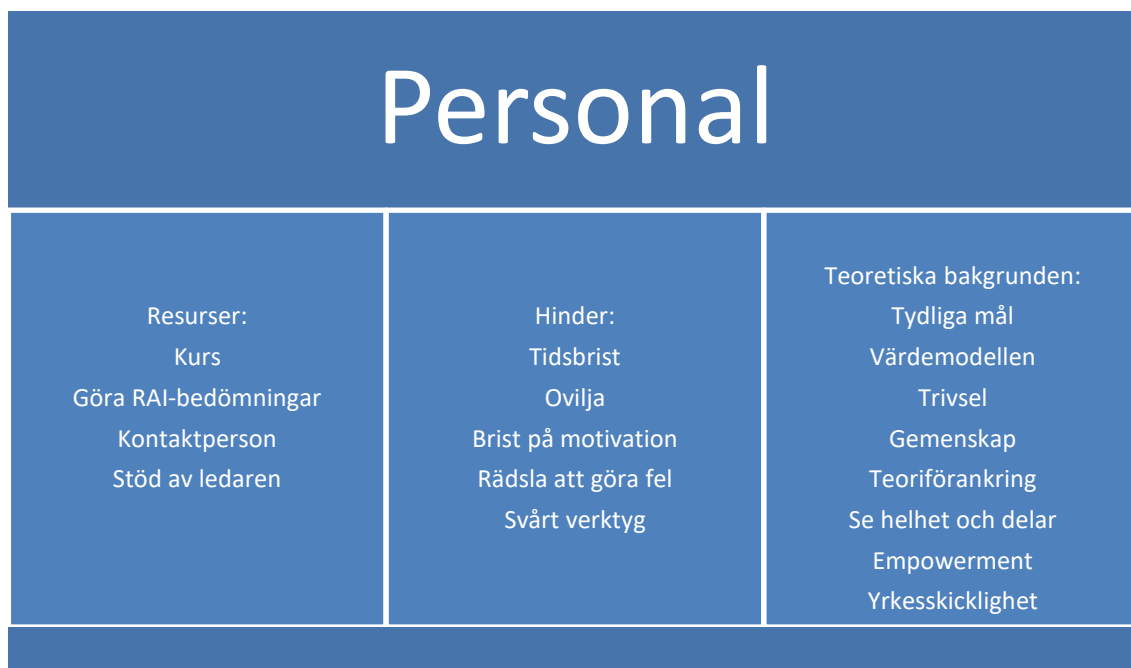 Personal
Resurser:
Kurs
Göra RAI-bedömningar
Kontaktperson
Stöd av ledaren
Hinder:
Tidsbrist
Ovilja
Brist på motivation
Rädsla att göra fel
Svårt verktyg
Teoretiska bakgrunden:
Tydliga mål
Värdemodellen
Trivsel
Gemenskap
Teoriförankring
Se helhet och delar
Empowerment
Yrkesskicklighet